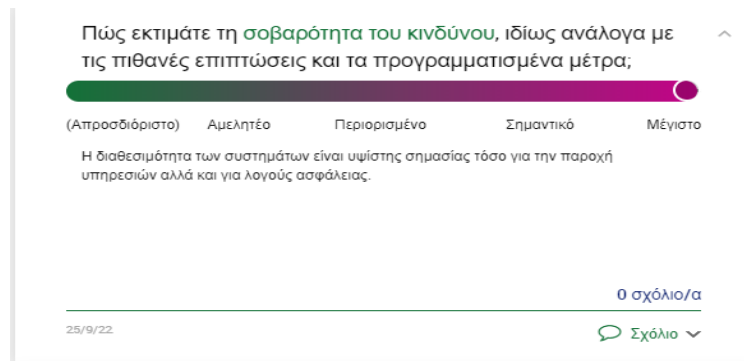 Πώς εκτιμάτε τη σοβαρότητα του κινδύνου, ιδίως ανάλογα με
τις πιθανές επιπτώσεις και τα προγραμματισμένα μέτρα;
(Απροσδιόριστο) Αμελητέο Περιορισμένο Σημαντικό Μέγιστο
Η διαθεσιμότητα των συστημάτων είναι υψίστης σημασίας τόσο για την παροχή
υπηρεσιών αλλά και για λογούς ασφάλειας.
0 σχόλιο/α
25/9/22 Σχόλιο